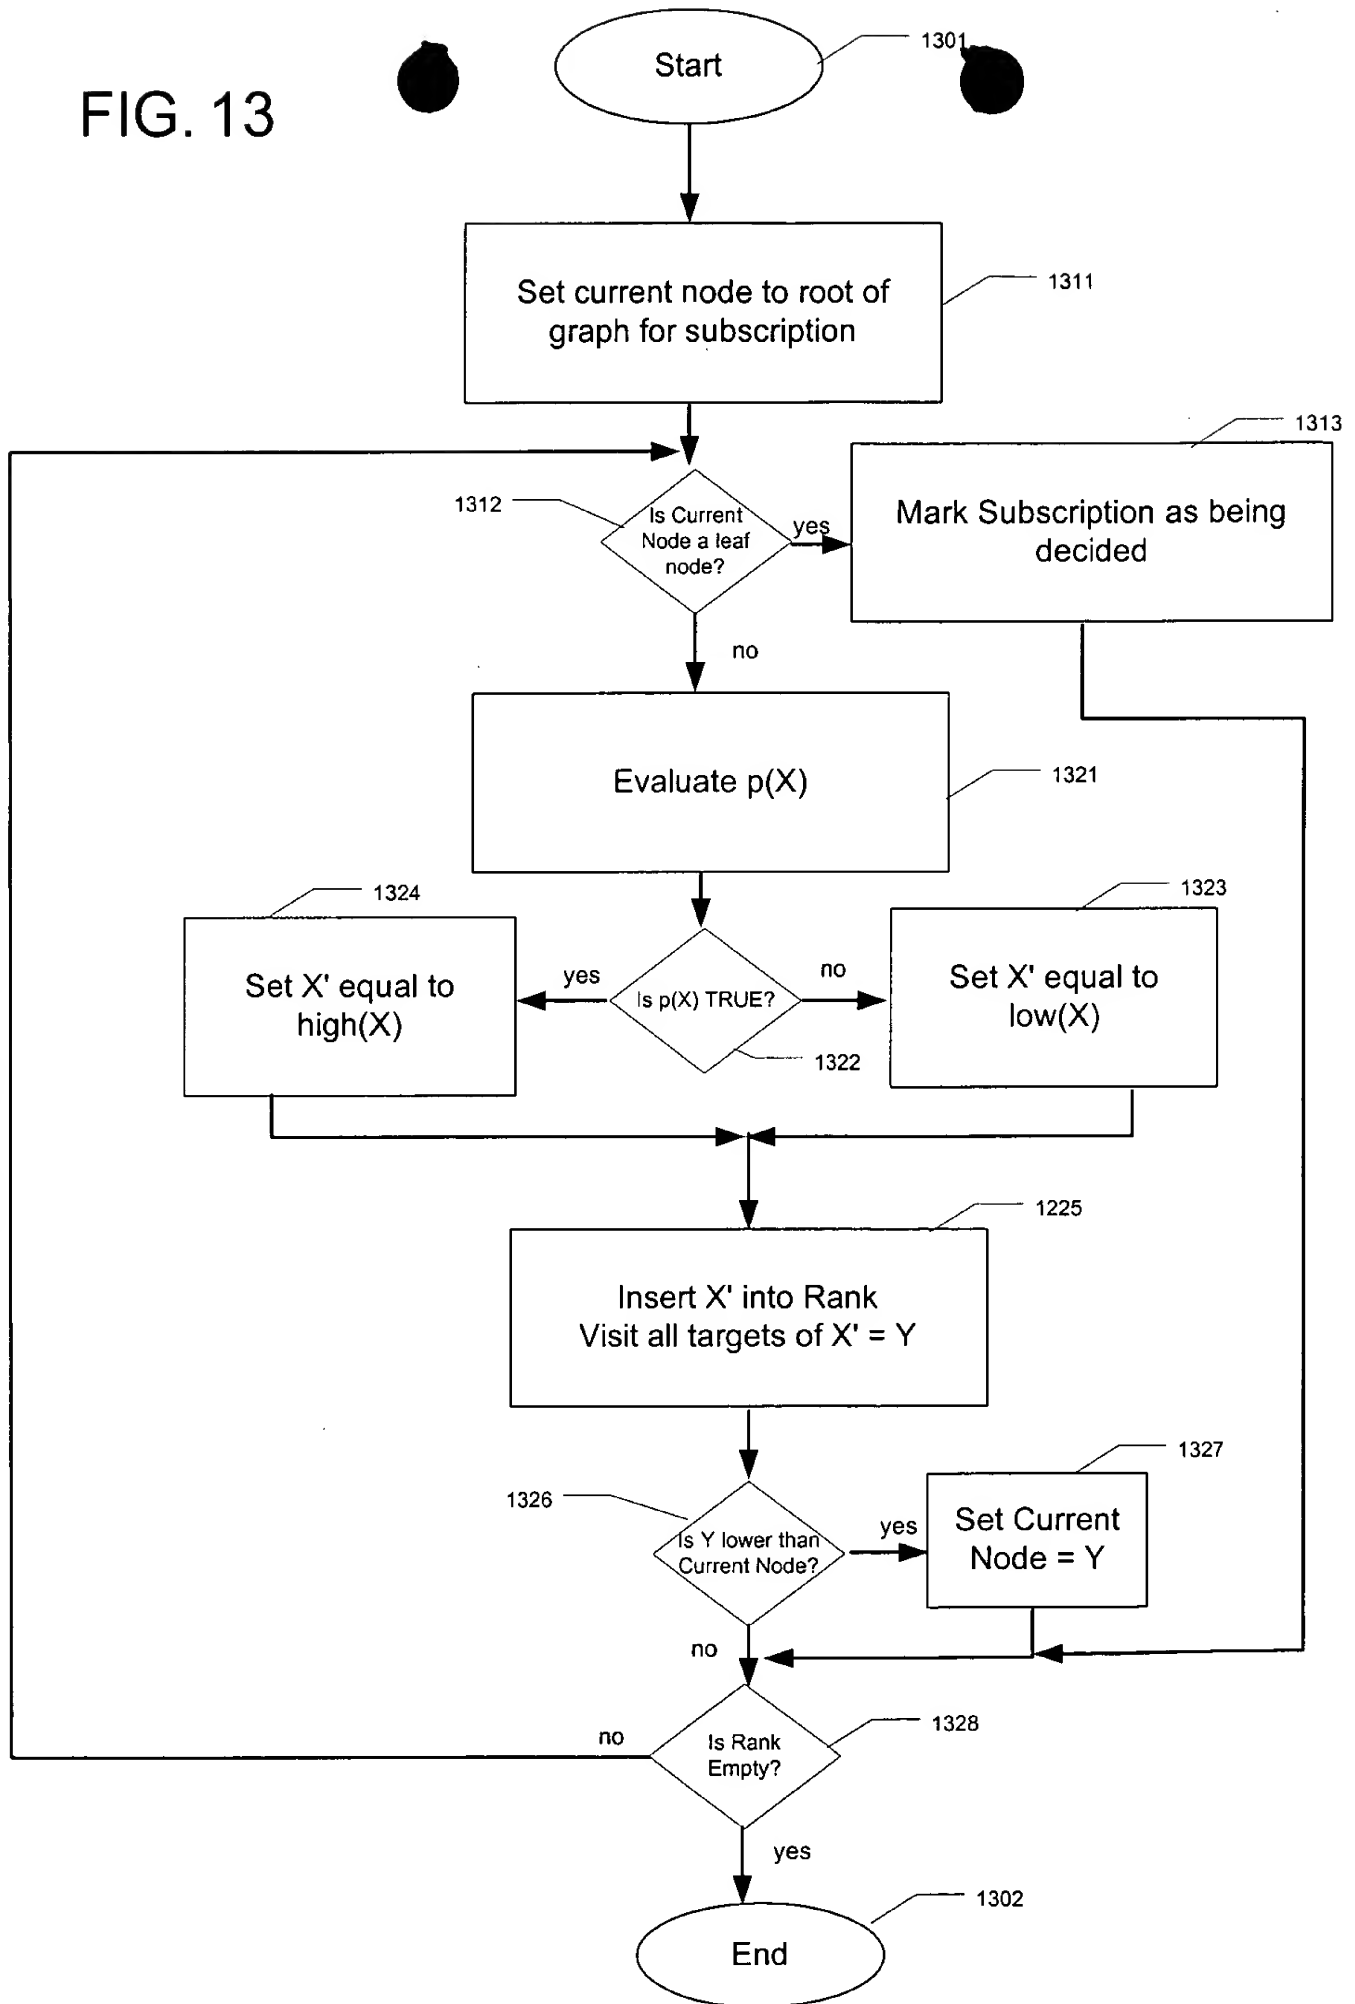 FIG. 13
Start
1301
Set current node to root of
graph for subscription
1311
1312
Is Current
Node a leaf
node?
yes
1313
Mark Subscription as being
decided
no
Evaluate p(X)
1321
1324
Set X' equal to
high(X)
yes
Is p(X) TRUE?
1322
no
1323
Set X' equal to
low(X)
1225
Insert X' into Rank
Visit all targets of X' = Y
1326
Is Y lower than
Current Node?
yes
1327
Set Current
Node = Y
no
Is Rank
Empty?
1328
no
yes
1302
End